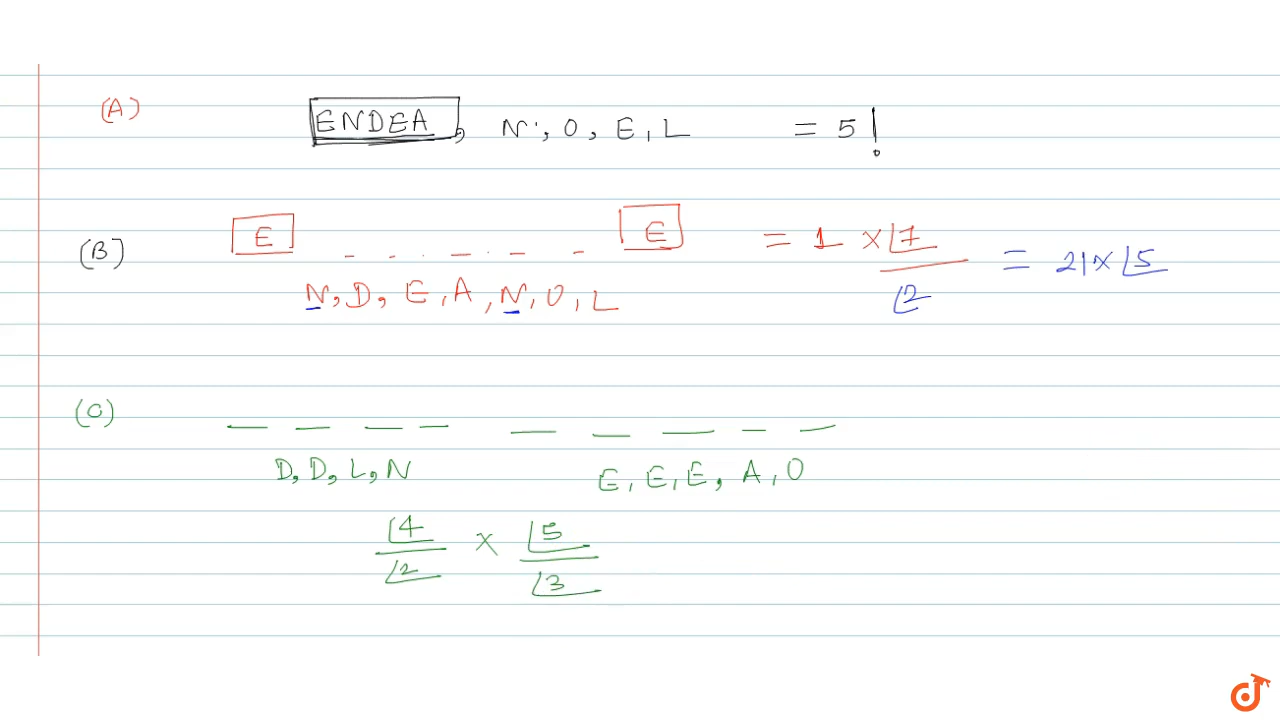 (A) ENDEA, N, O, E, L = 5!
(B) E _ _ _ _ _ _ E = 1 × ⌊7 / ⌊2 = 21 × ⌊5
N, D, E, A, N, O, L
(C) _ _ _ _ _ _ _ _ _
D, D, L, N E, E, E, A, O
⌊4 / ⌊2 × ⌊5 / ⌊3